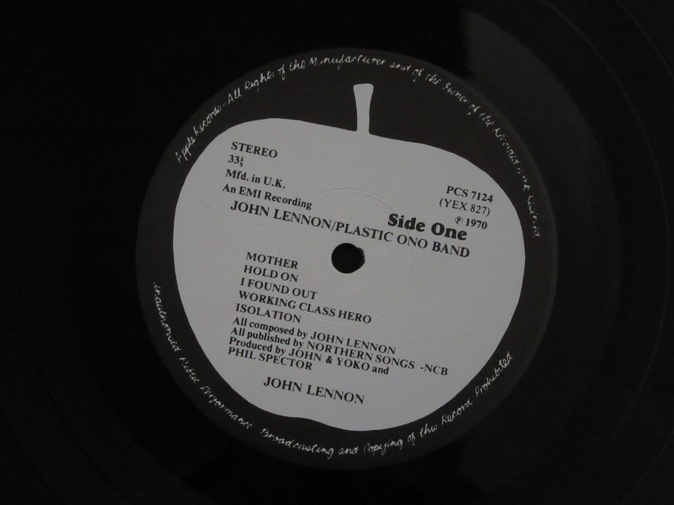 Apple Records-All Rights of the Manufacturer and of the Owner of the Recorded Work Reserved
STEREO
33⅓
Mfd. in U.K.
An EMI Recording
PCS 7124
(YEX 827)
℗ 1970
Side One
JOHN LENNON/PLASTIC ONO BAND
MOTHER
HOLD ON
I FOUND OUT
WORKING CLASS HERO
ISOLATION
All composed by JOHN LENNON
All published by NORTHERN SONGS -NCB
Produced by JOHN & YOKO and
PHIL SPECTOR
JOHN LENNON
Unauthorised Public Performance Broadcasting and Copying of this Record Prohibited